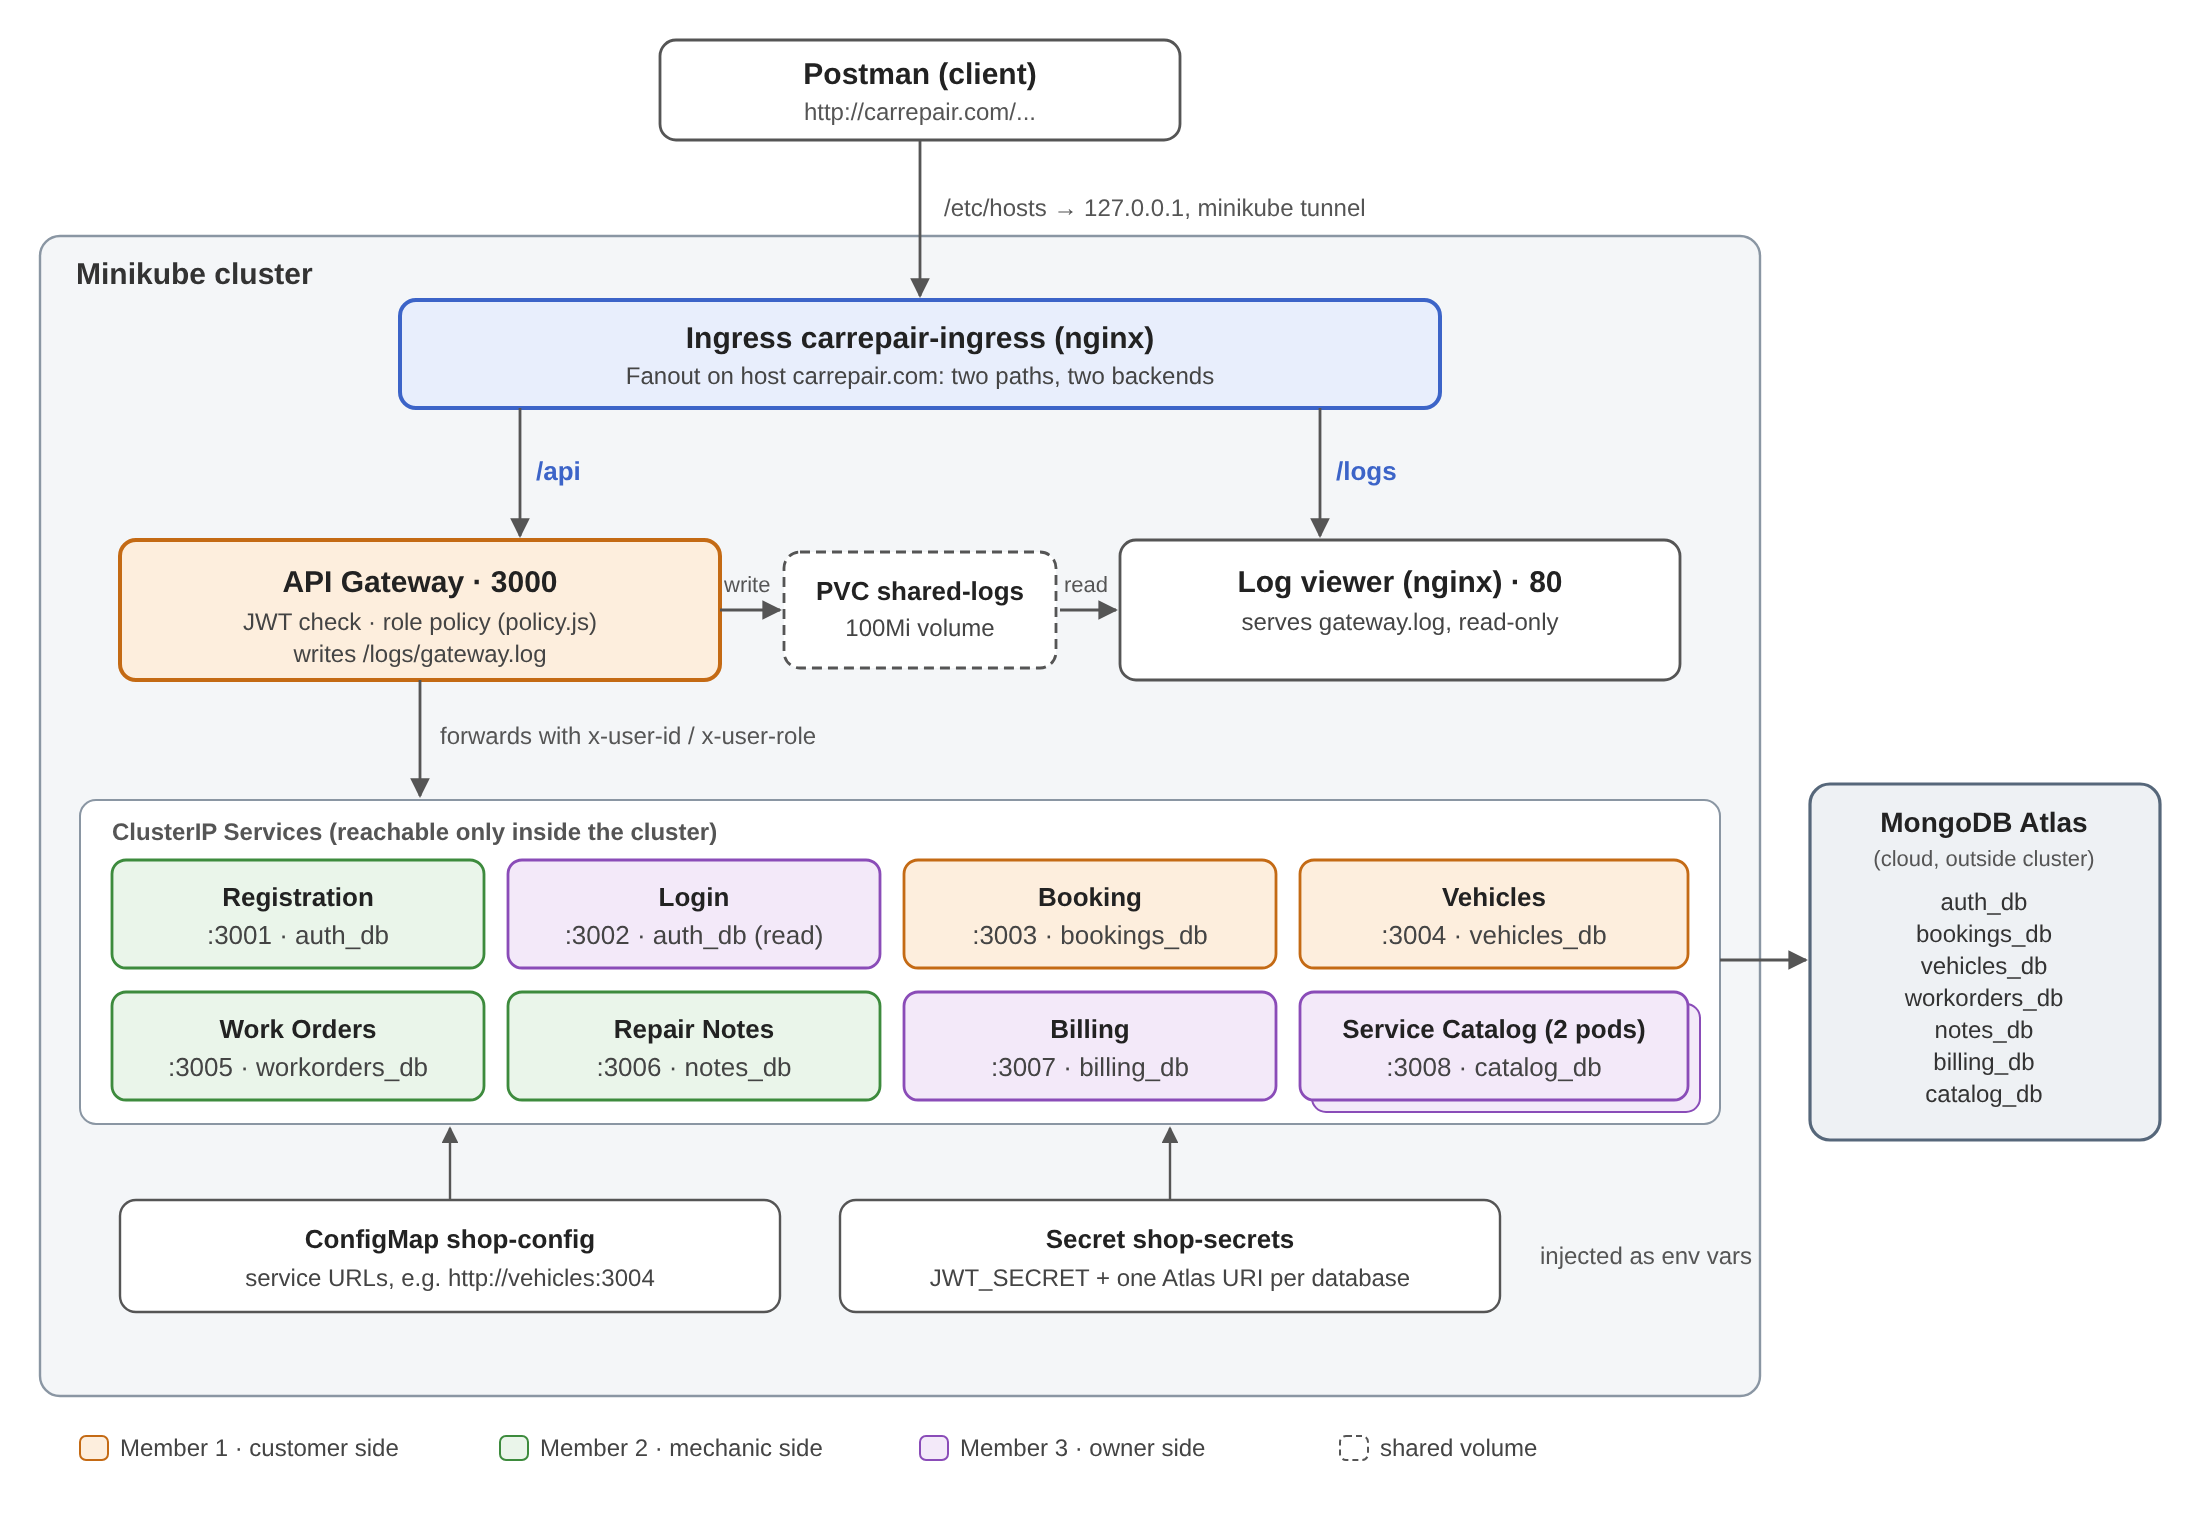 Postman (client)
http://carrepair.com/...
/etc/hosts → 127.0.0.1, minikube tunnel
Minikube cluster
Ingress carrepair-ingress (nginx)
Fanout on host carrepair.com: two paths, two backends
/api
/logs
API Gateway · 3000
JWT check · role policy (policy.js)
writes /logs/gateway.log
write
PVC shared-logs
100Mi volume
read
Log viewer (nginx) · 80
serves gateway.log, read-only
forwards with x-user-id / x-user-role
ClusterIP Services (reachable only inside the cluster)
Registration
:3001 · auth_db
Login
:3002 · auth_db (read)
Booking
:3003 · bookings_db
Vehicles
:3004 · vehicles_db
Work Orders
:3005 · workorders_db
Repair Notes
:3006 · notes_db
Billing
:3007 · billing_db
Service Catalog (2 pods)
:3008 · catalog_db
MongoDB Atlas
(cloud, outside cluster)
auth_db
bookings_db
vehicles_db
workorders_db
notes_db
billing_db
catalog_db
ConfigMap shop-config
service URLs, e.g. http://vehicles:3004
Secret shop-secrets
JWT_SECRET + one Atlas URI per database
injected as env vars
Member 1 · customer side
Member 2 · mechanic side
Member 3 · owner side
shared volume